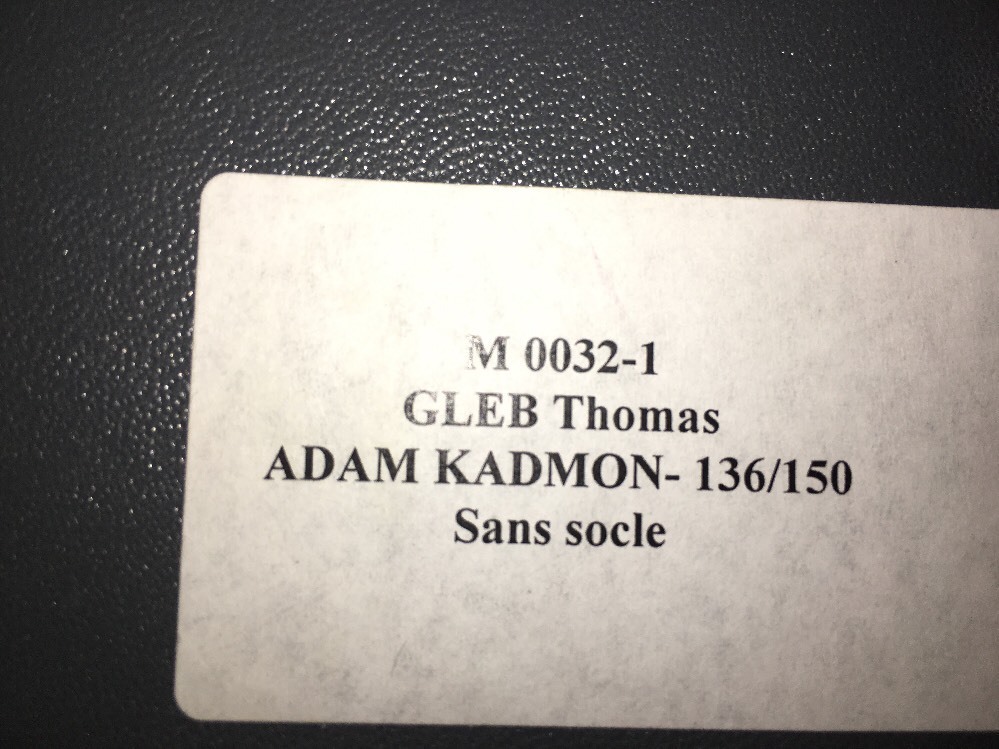 M 0032-1
GLEB Thomas
ADAM KADMON- 136/150
Sans socle